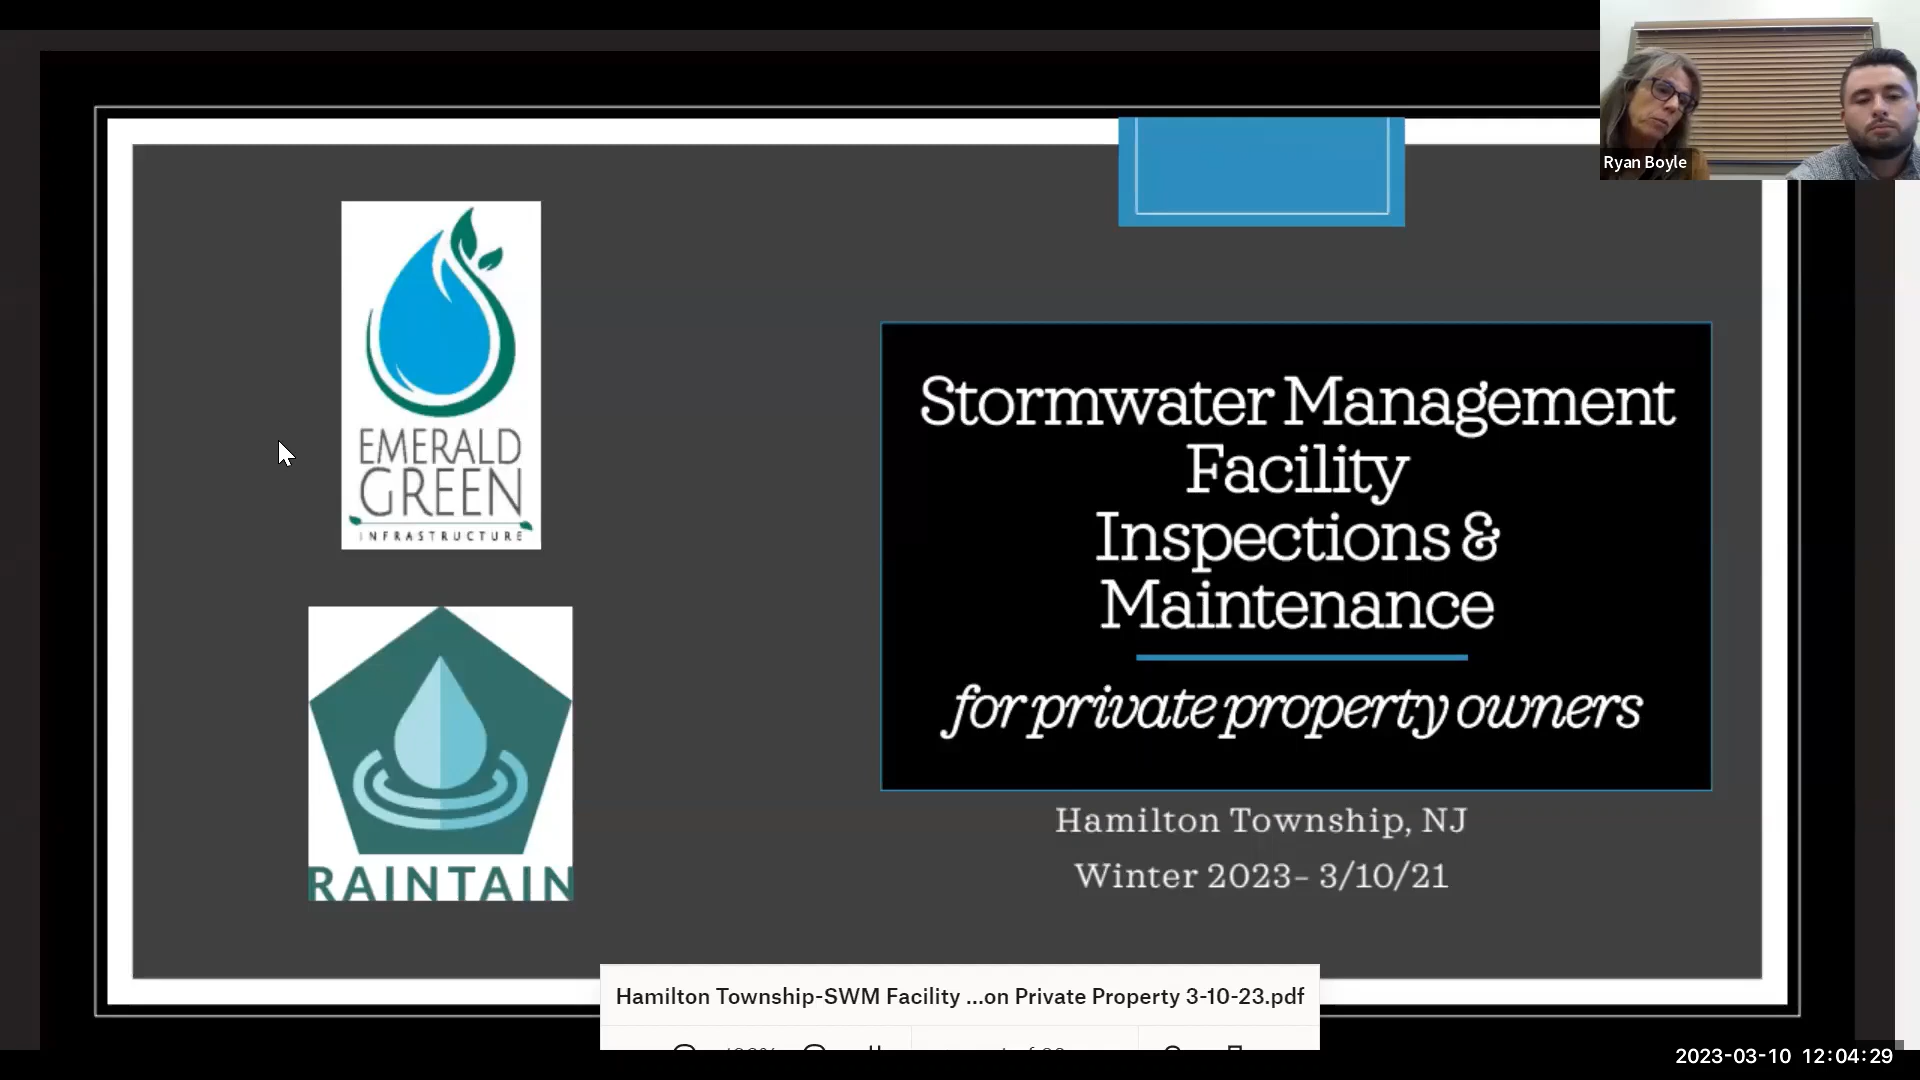 Ryan Boyle
EMERALD
GREEN
INFRASTRUCTURE
Stormwater Management
Facility
Inspections &
Maintenance
for private property owners
RAINTAIN
Hamilton Township, NJ
Winter 2023- 3/10/21
Hamilton Township-SWM Facility ...on Private Property 3-10-23.pdf
2023-03-10 12:04:29